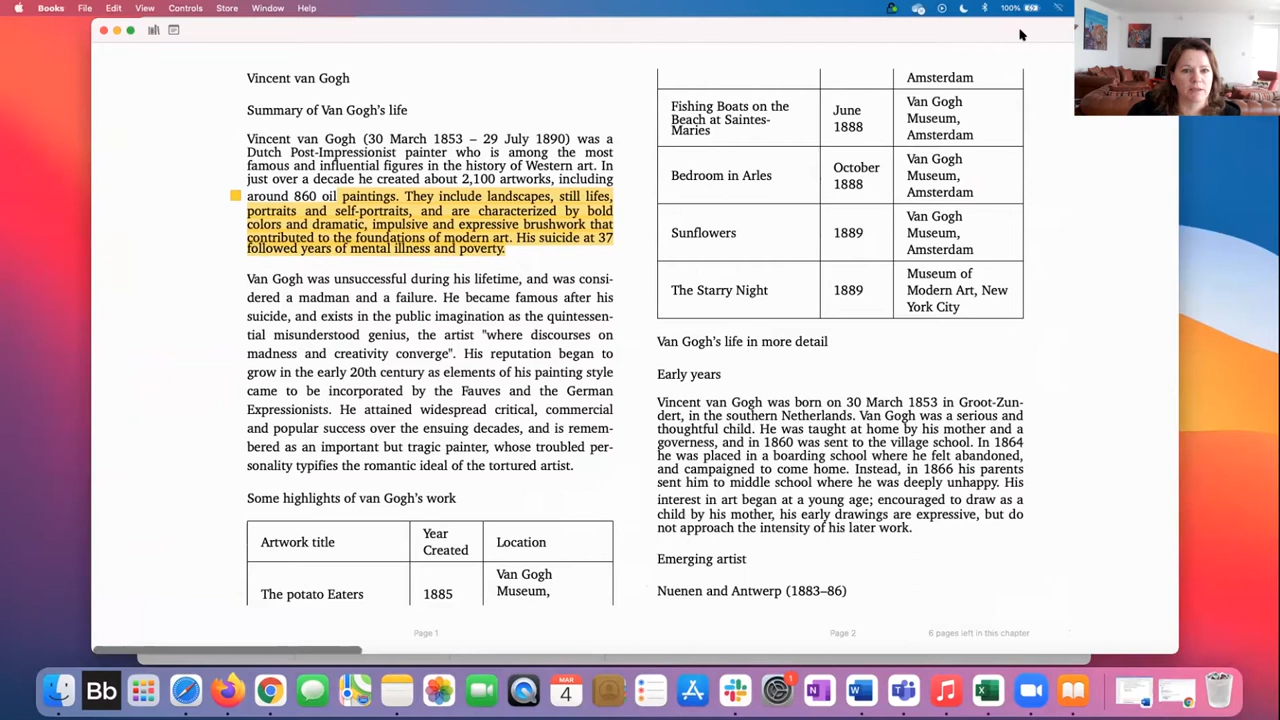 Books File Edit View Controls Store Window Help
100%
Vincent van Gogh
Summary of Van Gogh's life
Vincent van Gogh (30 March 1853 – 29 July 1890) was a
Dutch Post-Impressionist painter who is among the most
famous and influential figures in the history of Western art. In
just over a decade he created about 2,100 artworks, including
around 860 oil paintings. They include landscapes, still lifes,
portraits and self-portraits, and are characterized by bold
colors and dramatic, impulsive and expressive brushwork that
contributed to the foundations of modern art. His suicide at 37
followed years of mental illness and poverty.
Van Gogh was unsuccessful during his lifetime, and was consi-
dered a madman and a failure. He became famous after his
suicide, and exists in the public imagination as the quintessen-
tial misunderstood genius, the artist "where discourses on
madness and creativity converge". His reputation began to
grow in the early 20th century as elements of his painting style
came to be incorporated by the Fauves and the German
Expressionists. He attained widespread critical, commercial
and popular success over the ensuing decades, and is remem-
bered as an important but tragic painter, whose troubled per-
sonality typifies the romantic ideal of the tortured artist.
Some highlights of van Gogh's work
Artwork title
Year
Created
Location
The potato Eaters
1885
Van Gogh
Museum,
Page 1
Amsterdam
Fishing Boats on the
Beach at Saintes-
Maries
June
1888
Van Gogh
Museum,
Amsterdam
Bedroom in Arles
October
1888
Van Gogh
Museum,
Amsterdam
Sunflowers
1889
Van Gogh
Museum,
Amsterdam
The Starry Night
1889
Museum of
Modern Art, New
York City
Van Gogh's life in more detail
Early years
Vincent van Gogh was born on 30 March 1853 in Groot-Zun-
dert, in the southern Netherlands. Van Gogh was a serious and
thoughtful child. He was taught at home by his mother and a
governess, and in 1860 was sent to the village school. In 1864
he was placed in a boarding school where he felt abandoned,
and campaigned to come home. Instead, in 1866 his parents
sent him to middle school where he was deeply unhappy. His
interest in art began at a young age; encouraged to draw as a
child by his mother, his early drawings are expressive, but do
not approach the intensity of his later work.
Emerging artist
Nuenen and Antwerp (1883–86)
Page 2
6 pages left in this chapter
Bb
MAR
4
1